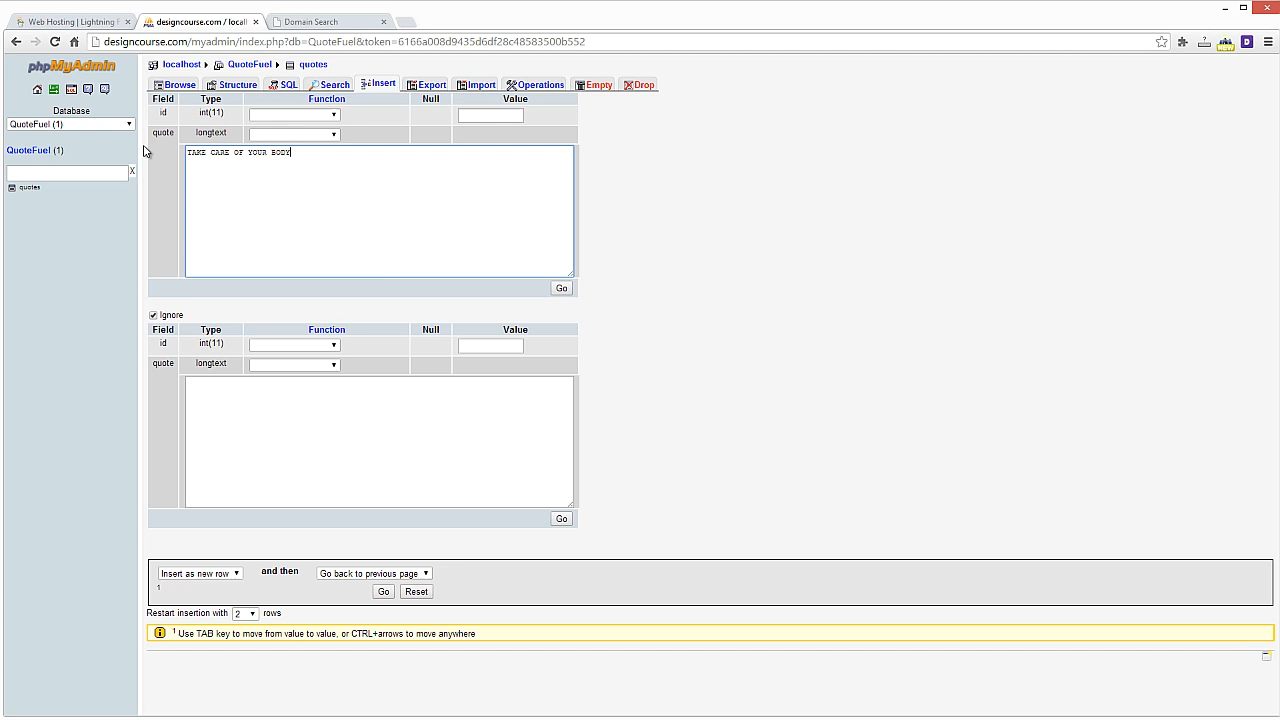 Web Hosting | Lightning F
designcourse.com / locall
Domain Search
designcourse.com/myadmin/index.php?db=QuoteFuel&token=6166a008d9435d6df28c48583500b552
phpMyAdmin
localhost
QuoteFuel
quotes
Browse
Structure
SQL
Search
Insert
Export
Import
Operations
Empty
Drop
Database
QuoteFuel (1)
QuoteFuel (1)
X
quotes
Field Type Function Null Value
id int(11)
quote longtext
TAKE CARE OF YOUR BODY
Go
Ignore
Field Type Function Null Value
id int(11)
quote longtext
Go
Insert as new row and then Go back to previous page
1
Go Reset
Restart insertion with 2 rows
1 Use TAB key to move from value to value, or CTRL+arrows to move anywhere